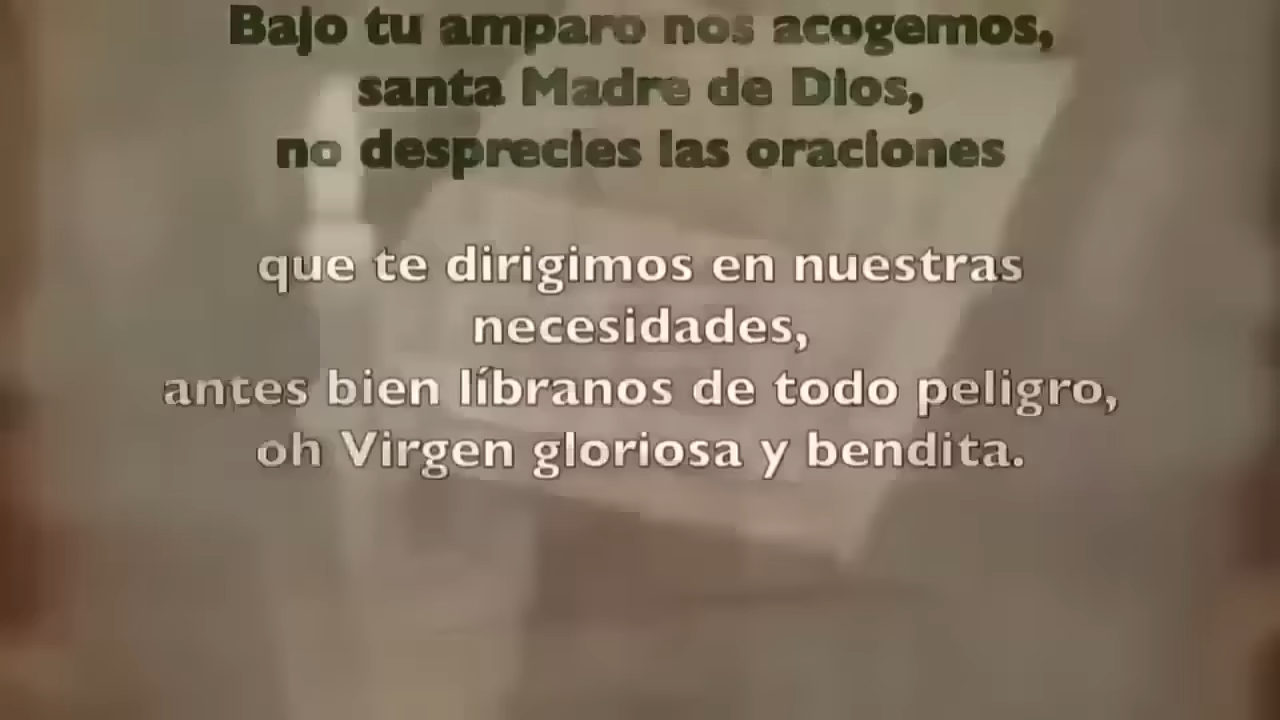 Bajo tu amparo nos acogemos,
santa Madre de Dios,
no desprecies las oraciones
que te dirigimos en nuestras
necesidades,
antes bien líbranos de todo peligro,
oh Virgen gloriosa y bendita.